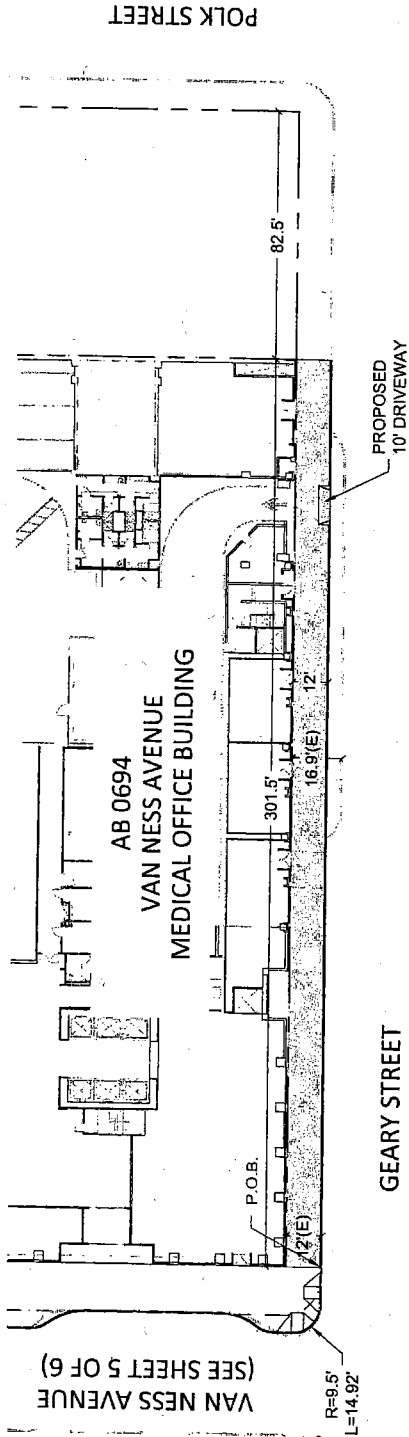 POLK STREET
82.5'
PROPOSED
10' DRIVEWAY
AB 0694
VAN NESS AVENUE
MEDICAL OFFICE BUILDING
301.5'
12'
16.9'(E)
P.O.B.
12'(E)
GEARY STREET
VAN NESS AVENUE
(SEE SHEET 5 OF 6)
R=9.5'
L=14.92'